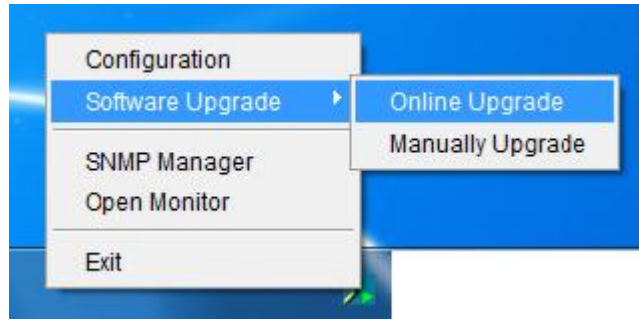 Configuration
Software Upgrade
Online Upgrade
Manually Upgrade
SNMP Manager
Open Monitor
Exit